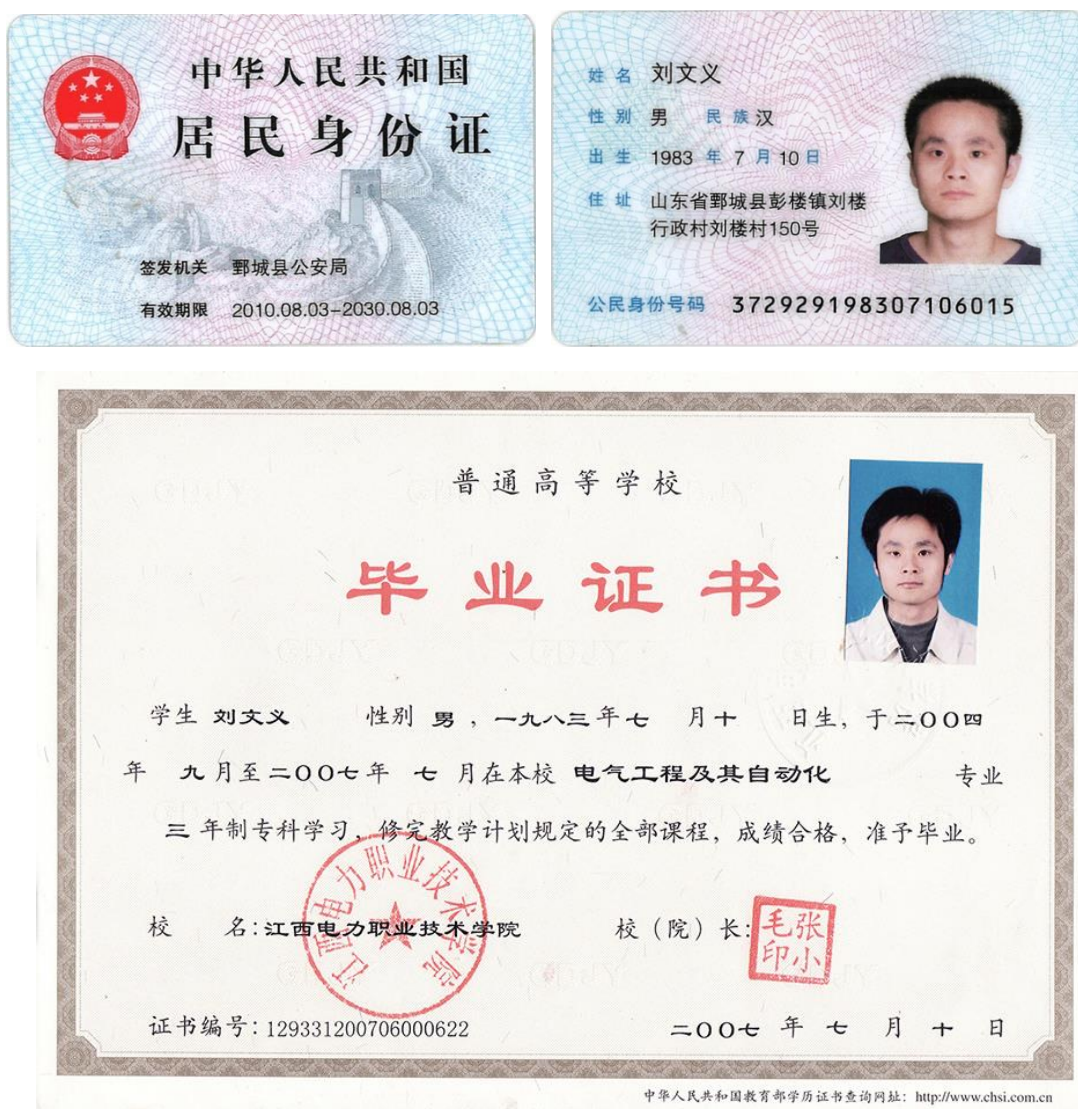 中华人民共和国
居民身份证
签发机关 鄄城县公安局
有效期限 2010.08.03-2030.08.03
姓名 刘文义
性别 男 民族 汉
出生 1983 年 7 月 10 日
住址 山东省鄄城县彭楼镇刘楼
行政村刘楼村150号
公民身份号码 372929198307106015
普通高等学校
毕业证书
学生 刘文义 性别 男 ,一九八三年七 月十 日生, 于二〇〇四
年 九月至二〇〇七年 七 月在本校 电气工程及其自动化 专业
三 年制专科学习, 修完教学计划规定的全部课程, 成绩合格, 准予毕业。
校 名:江西电力职业技术学院 校(院)长:
江西电力职业技术学院
张小毛印
证书编号:129331200706000622 二〇〇七 年 七 月 十 日
中华人民共和国教育部学历证书查询网址: http://www.chsi.com.cn